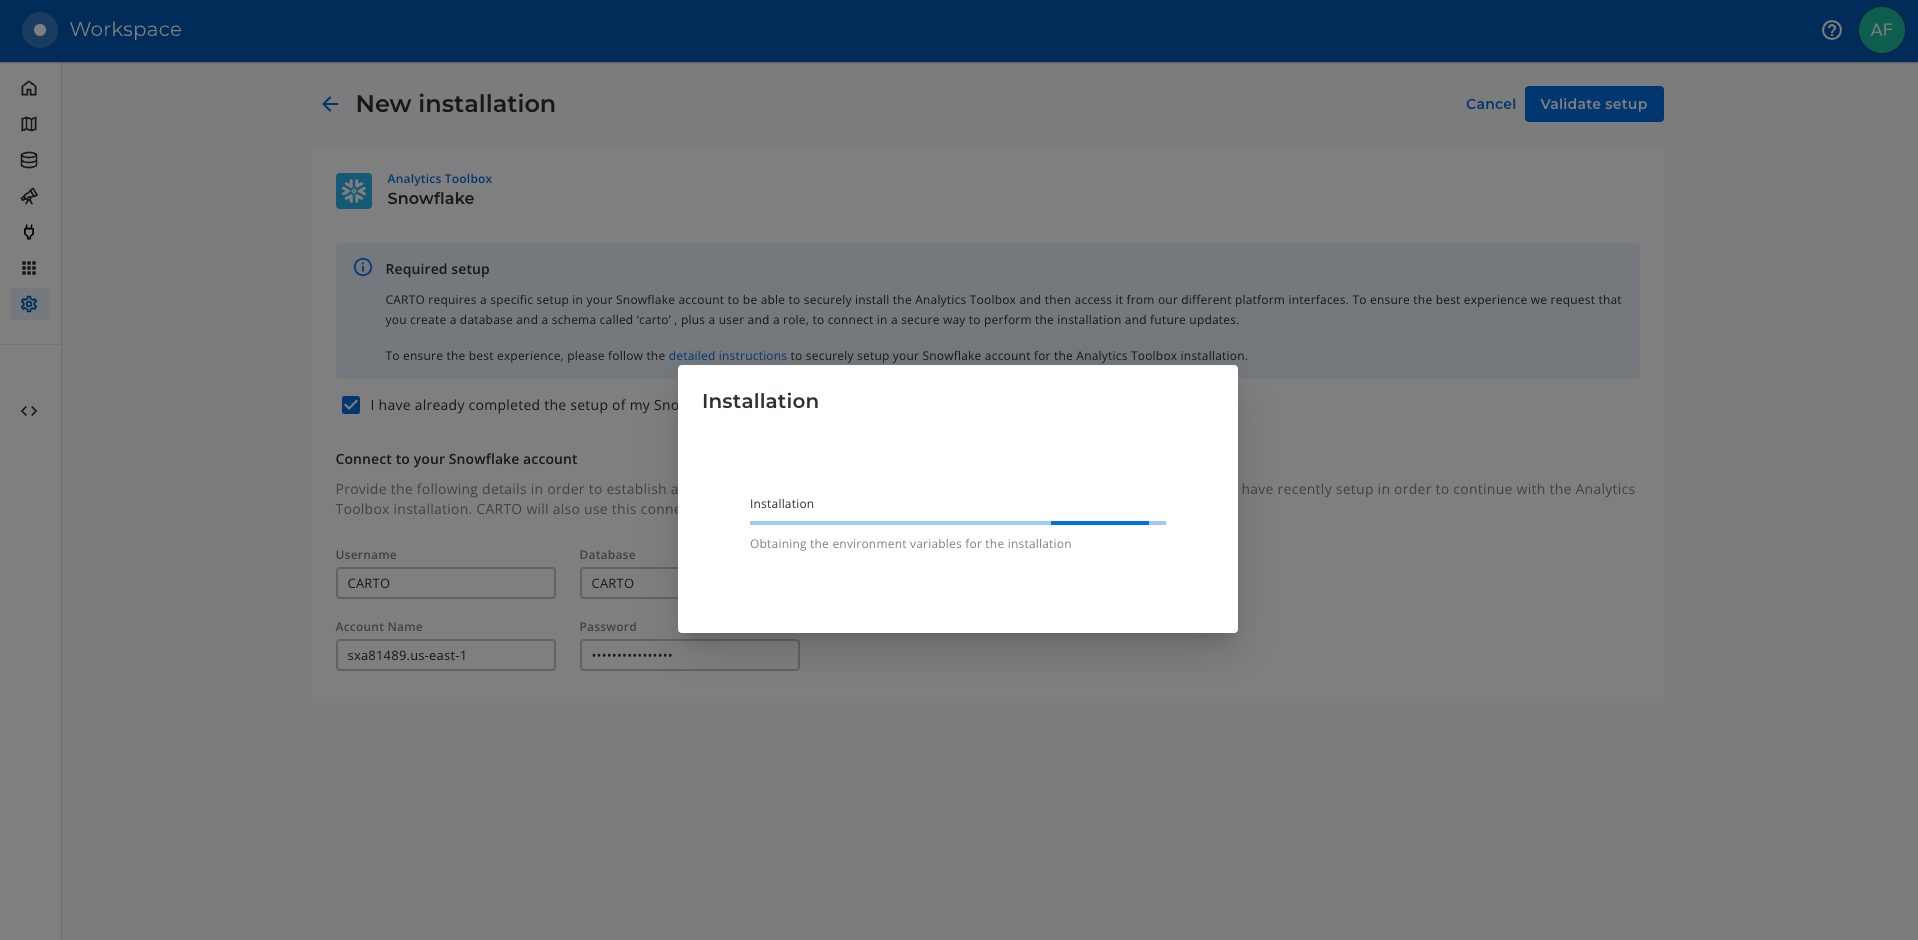 Workspace
AF
New installation
Cancel
Validate setup
Analytics Toolbox
Snowflake
Required setup
CARTO requires a specific setup in your Snowflake account to be able to securely install the Analytics Toolbox and then access it from our different platform interfaces. To ensure the best experience we request that
you create a database and a schema called 'carto' , plus a user and a role, to connect in a secure way to perform the installation and future updates.
To ensure the best experience, please follow the detailed instructions to securely setup your Snowflake account for the Analytics Toolbox installation.
I have already completed the setup of my Sno
Connect to your Snowflake account
Provide the following details in order to establish a
have recently setup in order to continue with the Analytics
Toolbox installation. CARTO will also use this conne
Username
Database
CARTO
CARTO
Account Name
Password
sxa81489.us-east-1
••••••••••••••••
Installation
Installation
Obtaining the environment variables for the installation